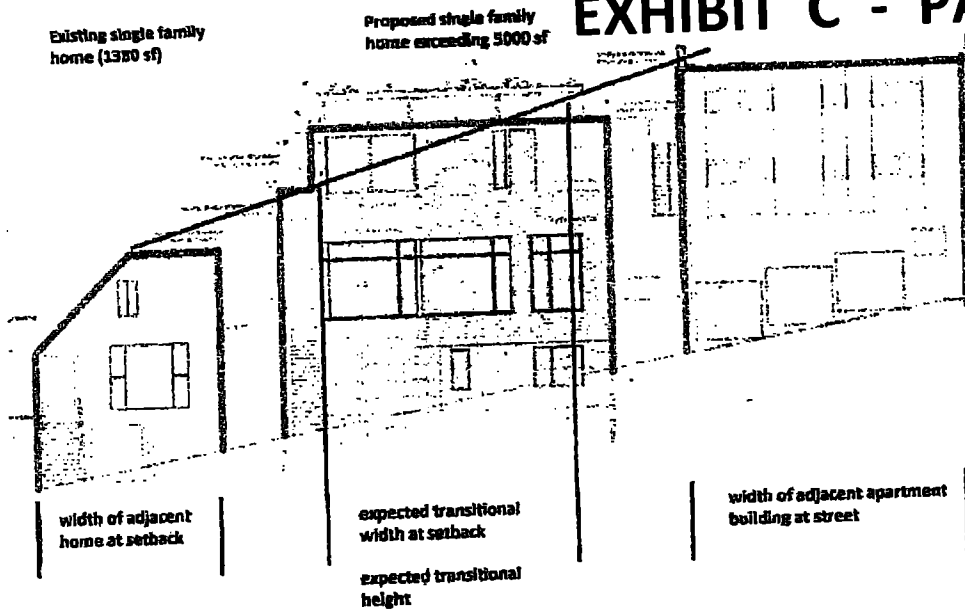 EXHIBIT C - PA
Existing single family
home (1380 sf)
Proposed single family
home exceeding 5000 sf
width of adjacent
home at setback
expected transitional
width at setback
expected transitional
height
width of adjacent apartment
building at street